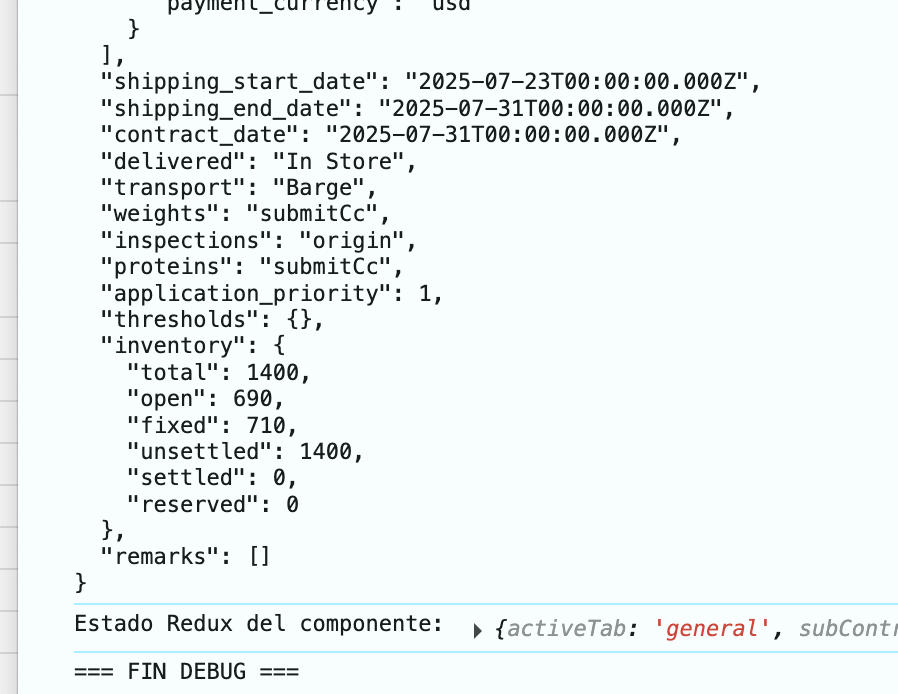 payment_currency": "usd"
}
],
"shipping_start_date": "2025-07-23T00:00:00.000Z",
"shipping_end_date": "2025-07-31T00:00:00.000Z",
"contract_date": "2025-07-31T00:00:00.000Z",
"delivered": "In Store",
"transport": "Barge",
"weights": "submitCc",
"inspections": "origin",
"proteins": "submitCc",
"application_priority": 1,
"thresholds": {},
"inventory": {
"total": 1400,
"open": 690,
"fixed": 710,
"unsettled": 1400,
"settled": 0,
"reserved": 0
},
"remarks": []
}
Estado Redux del componente: ▶ {activeTab: 'general', subContr
=== FIN DEBUG ===